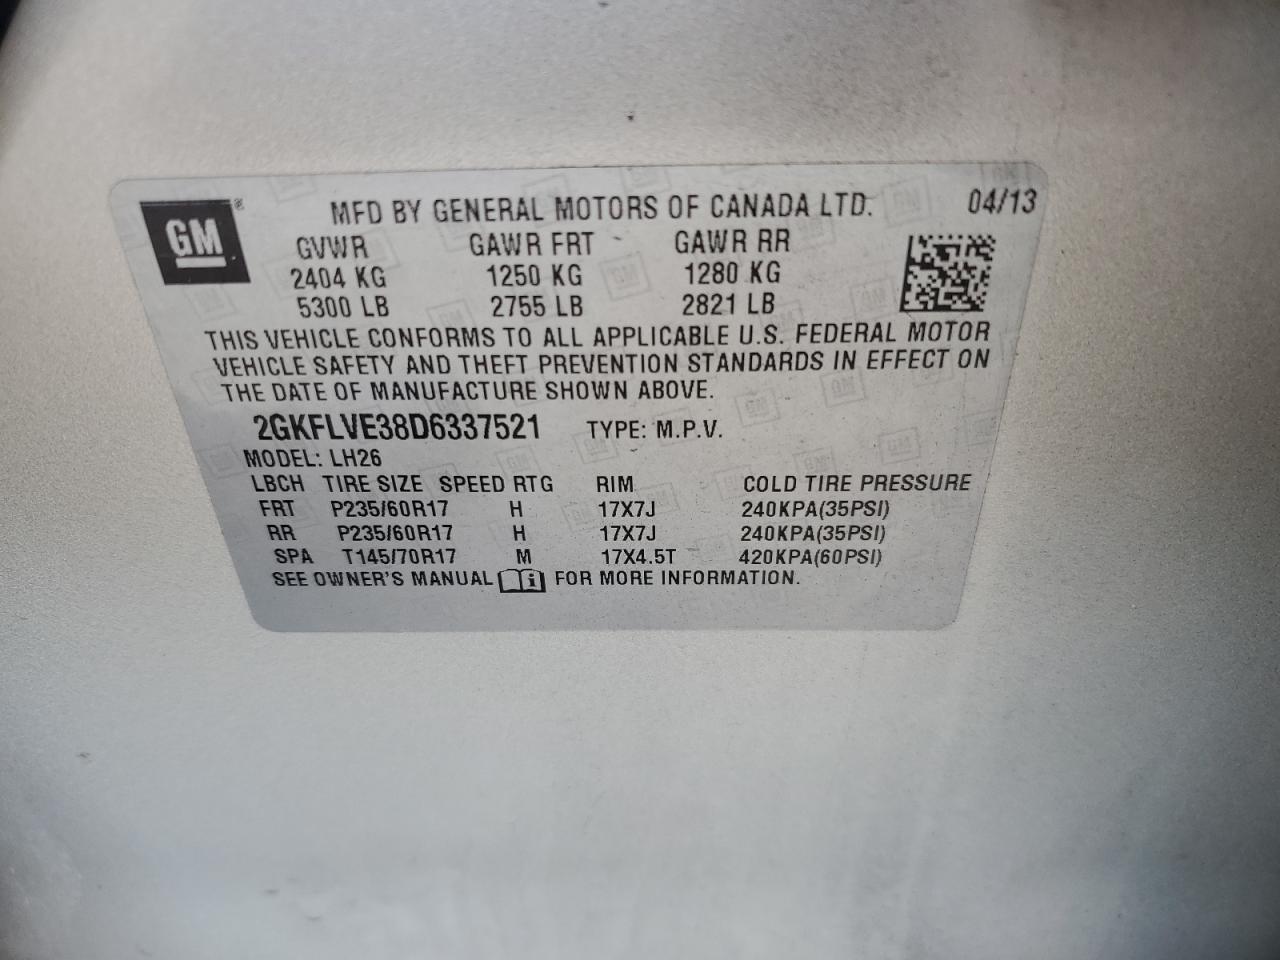 GM®
MFD BY GENERAL MOTORS OF CANADA LTD. 04/13
GVWR GAWR FRT GAWR RR
2404 KG 1250 KG 1280 KG
5300 LB 2755 LB 2821 LB
THIS VEHICLE CONFORMS TO ALL APPLICABLE U.S. FEDERAL MOTOR
VEHICLE SAFETY AND THEFT PREVENTION STANDARDS IN EFFECT ON
THE DATE OF MANUFACTURE SHOWN ABOVE.
2GKFLVE38D6337521 TYPE: M.P.V.
MODEL: LH26
LBCH TIRE SIZE SPEED RTG RIM COLD TIRE PRESSURE
FRT P235/60R17 H 17X7J 240KPA(35PSI)
RR P235/60R17 H 17X7J 240KPA(35PSI)
SPA T145/70R17 M 17X4.5T 420KPA(60PSI)
SEE OWNER'S MANUAL i FOR MORE INFORMATION.